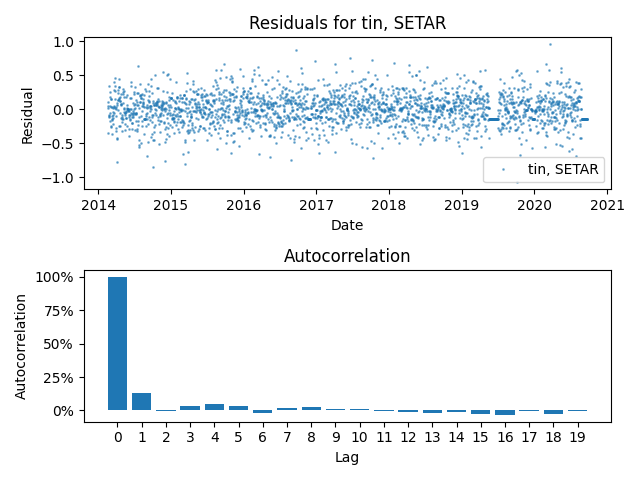 Residuals for tin, SETAR
1.0
0.5
0.0
−0.5
−1.0
Residual
tin, SETAR
2014 2015 2016 2017 2018 2019 2020 2021
Date
Autocorrelation
100%
75%
50%
25%
0%
Autocorrelation
0 1 2 3 4 5 6 7 8 9 10 11 12 13 14 15 16 17 18 19
Lag